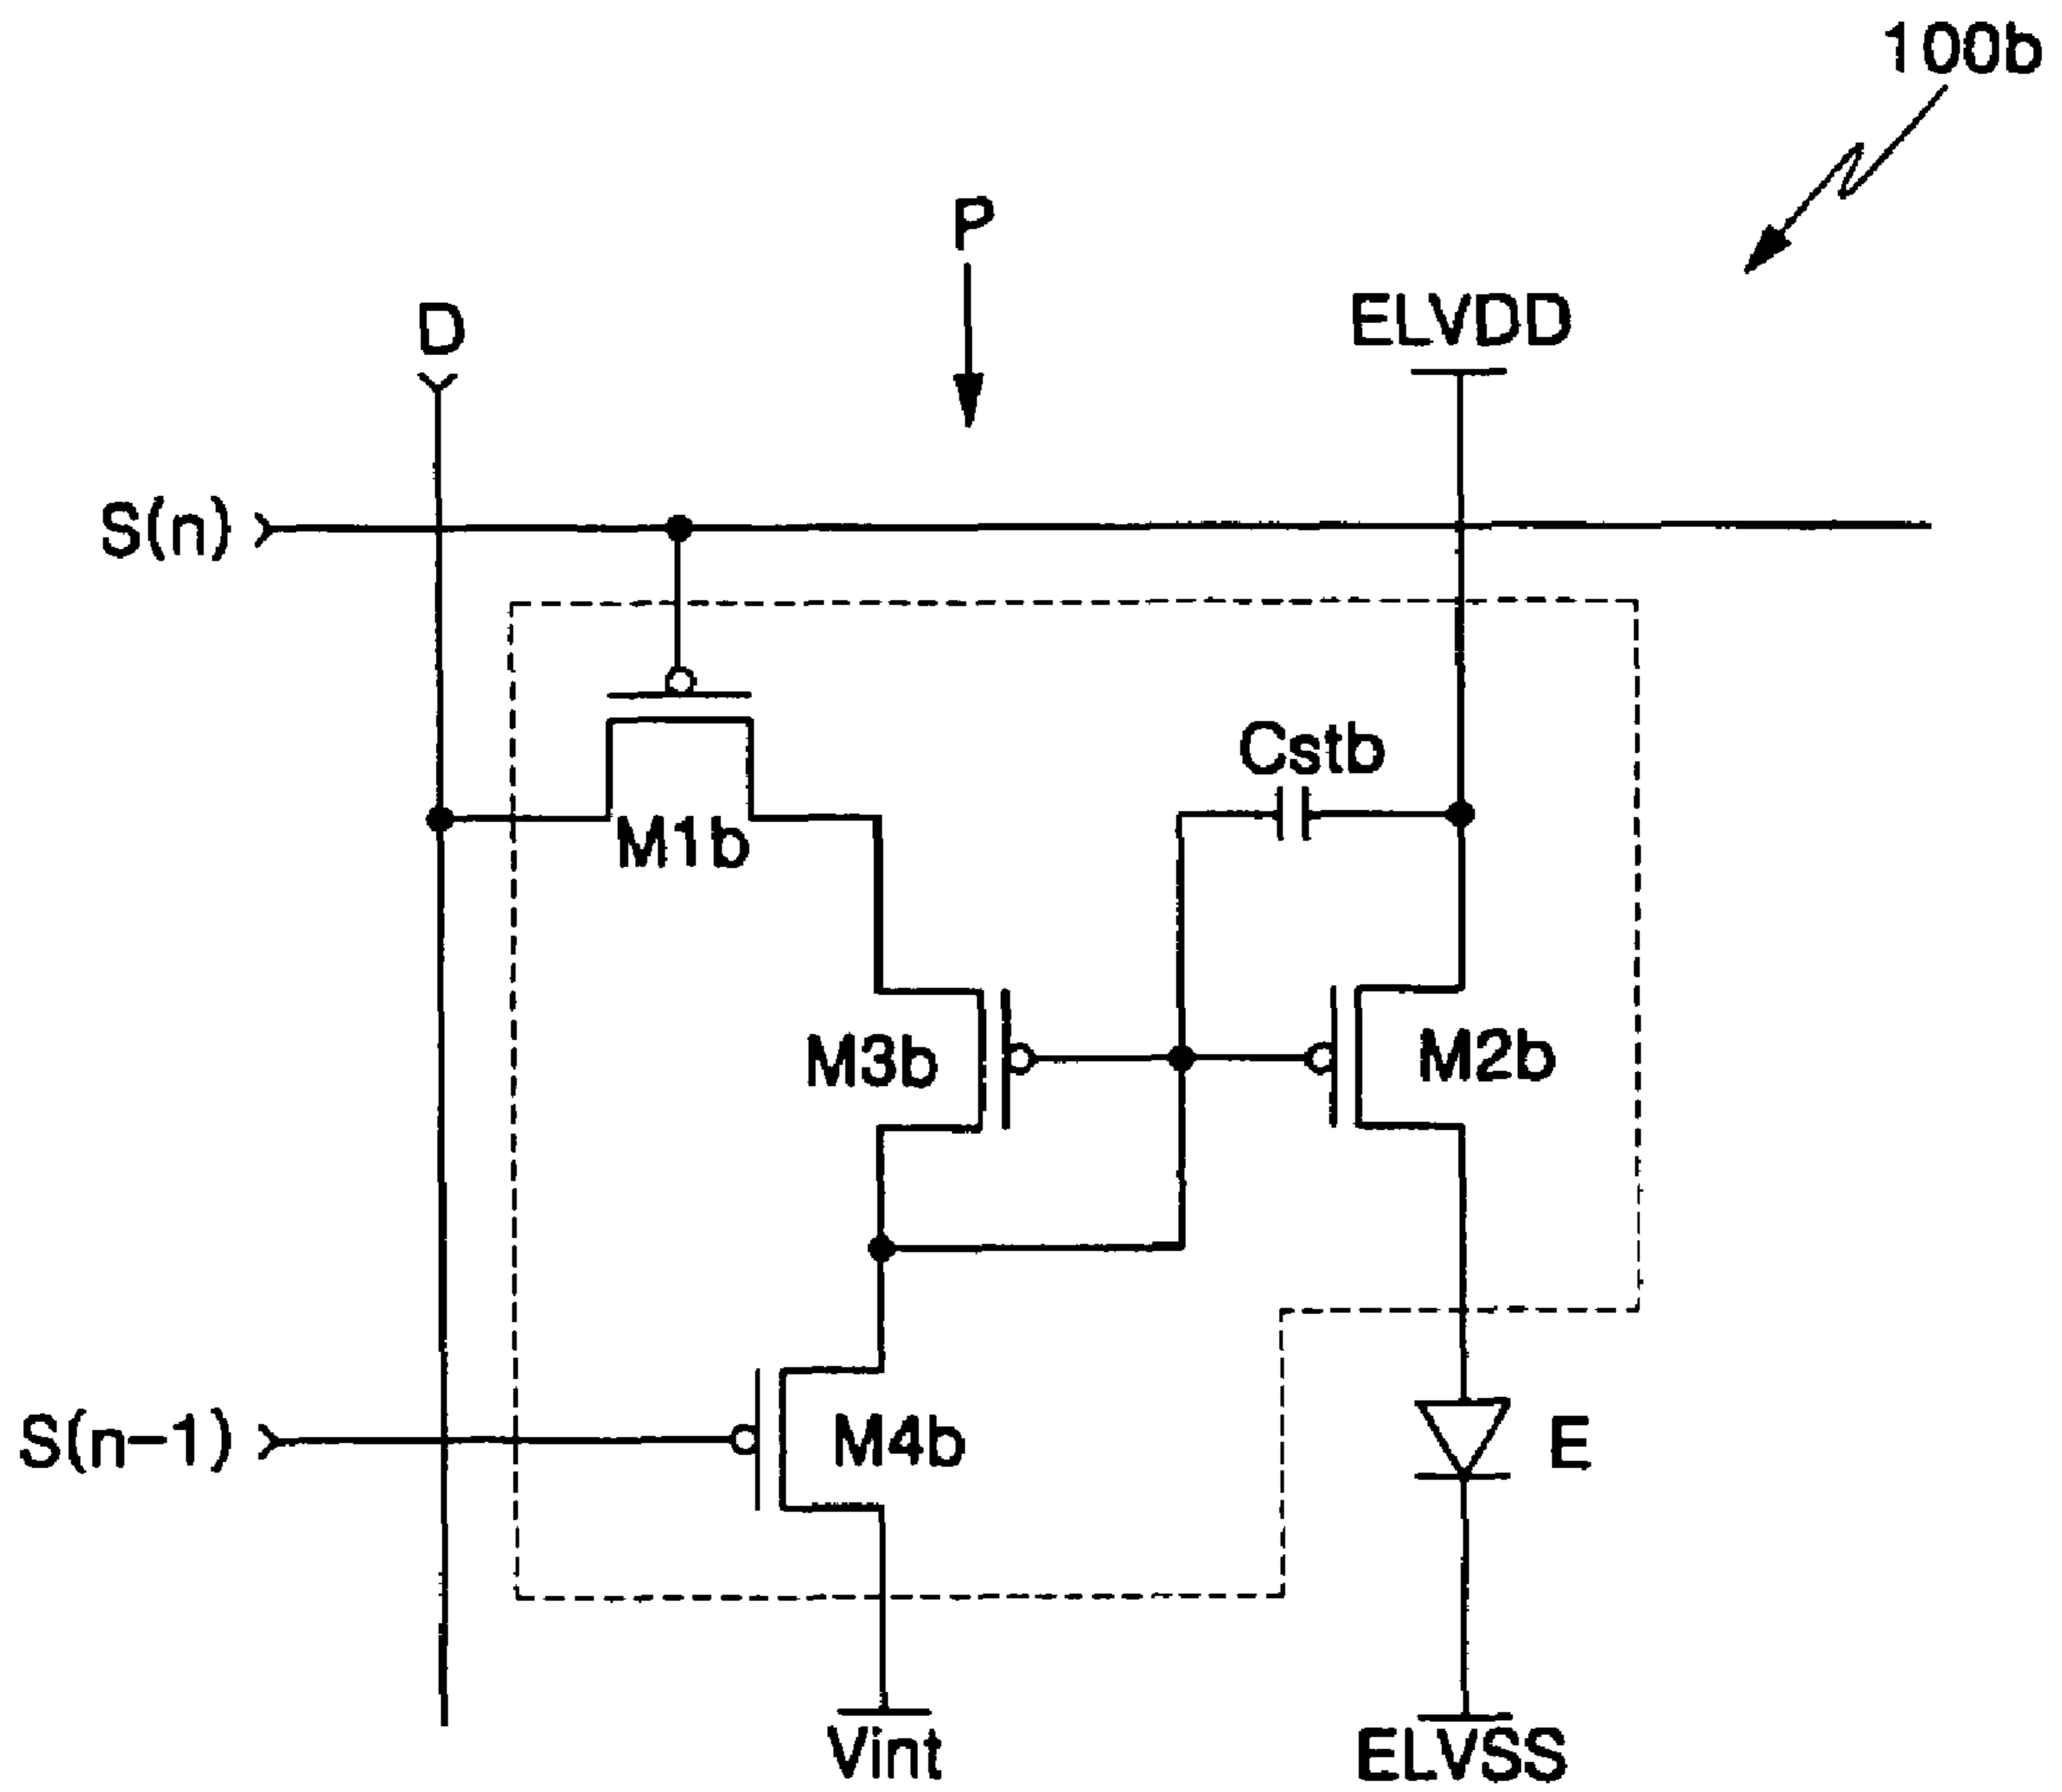 100b
P
D
ELVDD
S(n)
Cstb
M1b
M3b
M2b
S(n-1)
M4b
E
Vint
ELVSS